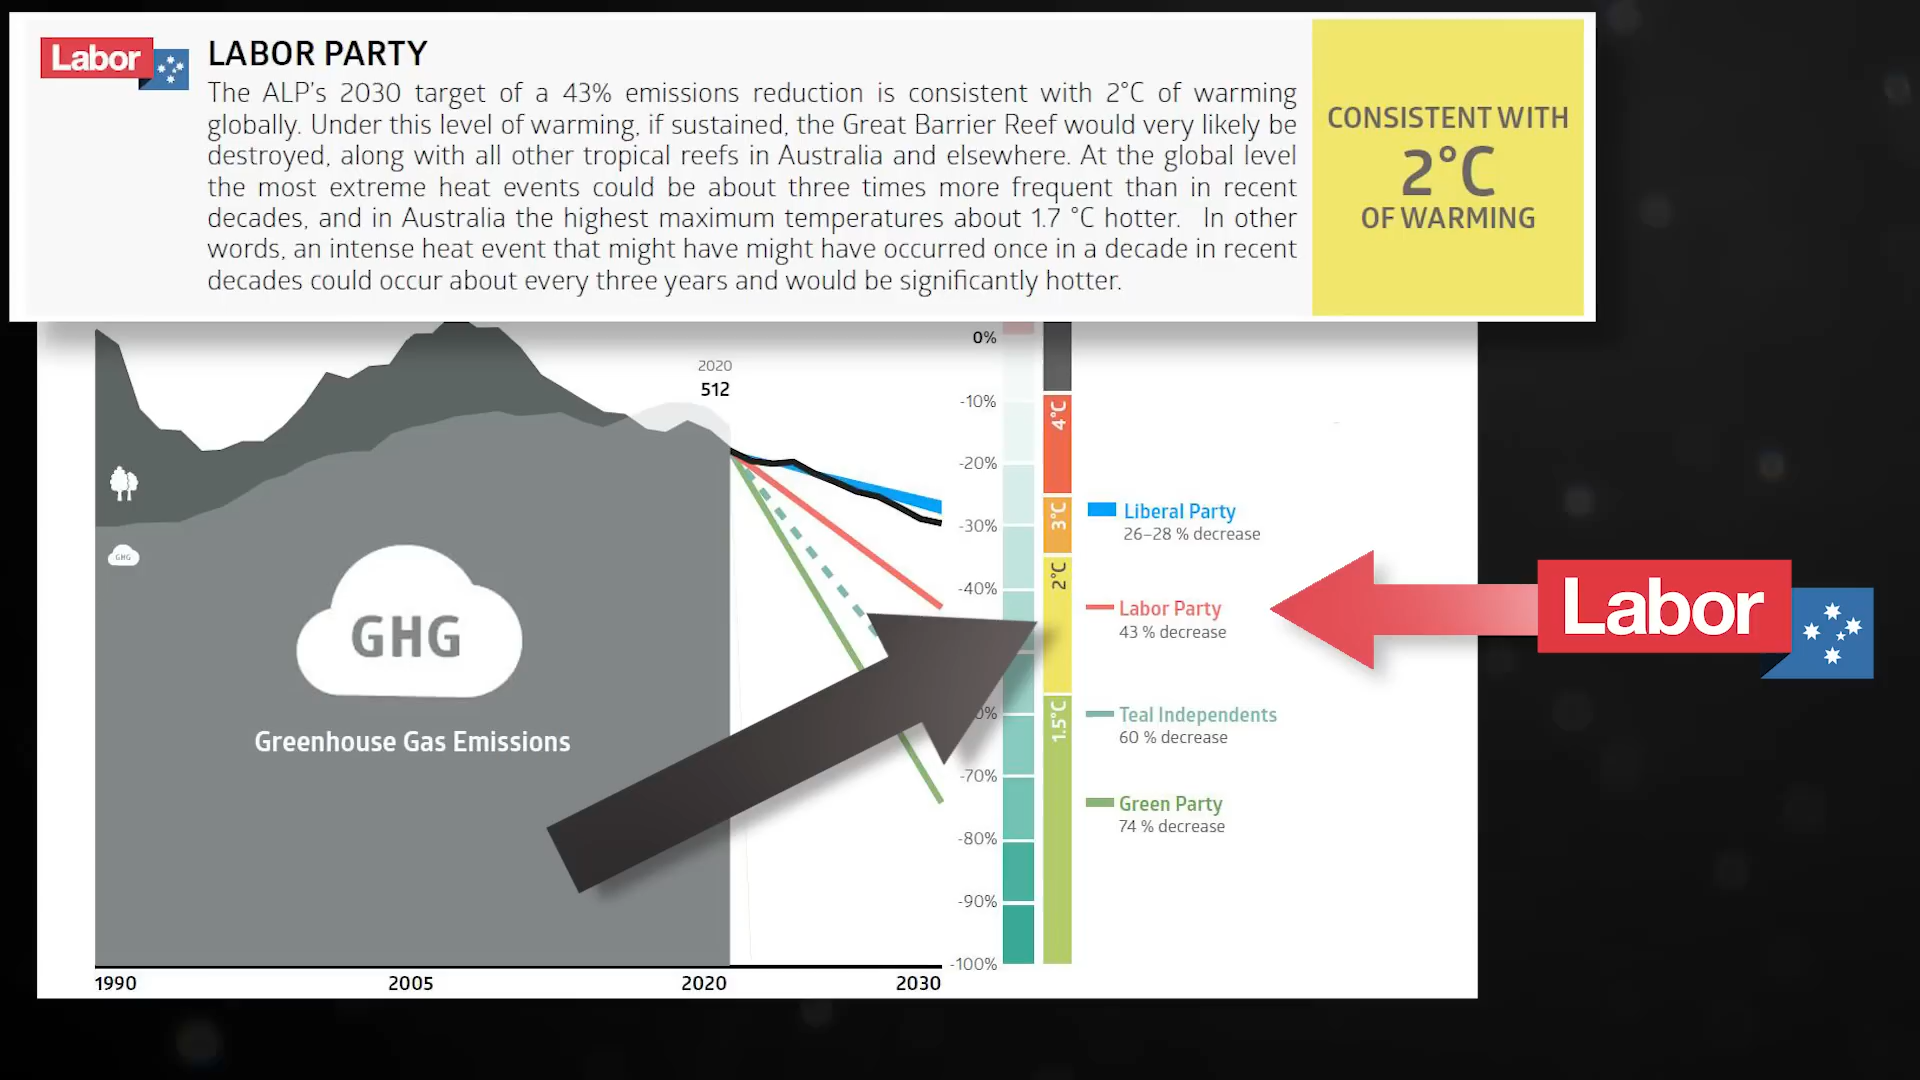 Labor
LABOR PARTY
The ALP's 2030 target of a 43% emissions reduction is consistent with 2°C of warming
globally. Under this level of warming, if sustained, the Great Barrier Reef would very likely be
destroyed, along with all other tropical reefs in Australia and elsewhere. At the global level
the most extreme heat events could be about three times more frequent than in recent
decades, and in Australia the highest maximum temperatures about 1.7 °C hotter. In other
words, an intense heat event that might have might have occurred once in a decade in recent
decades could occur about every three years and would be significantly hotter.
CONSISTENT WITH
2°C
OF WARMING
2020
512
0%
-10%
-20%
-30%
-40%
-70%
-80%
-90%
-100%
4°C
3°C
2°C
1.5°C
Liberal Party
26–28 % decrease
Labor Party
43 % decrease
Teal Independents
60 % decrease
Green Party
74 % decrease
Labor
GHG
GHG
Greenhouse Gas Emissions
1990
2005
2020
2030